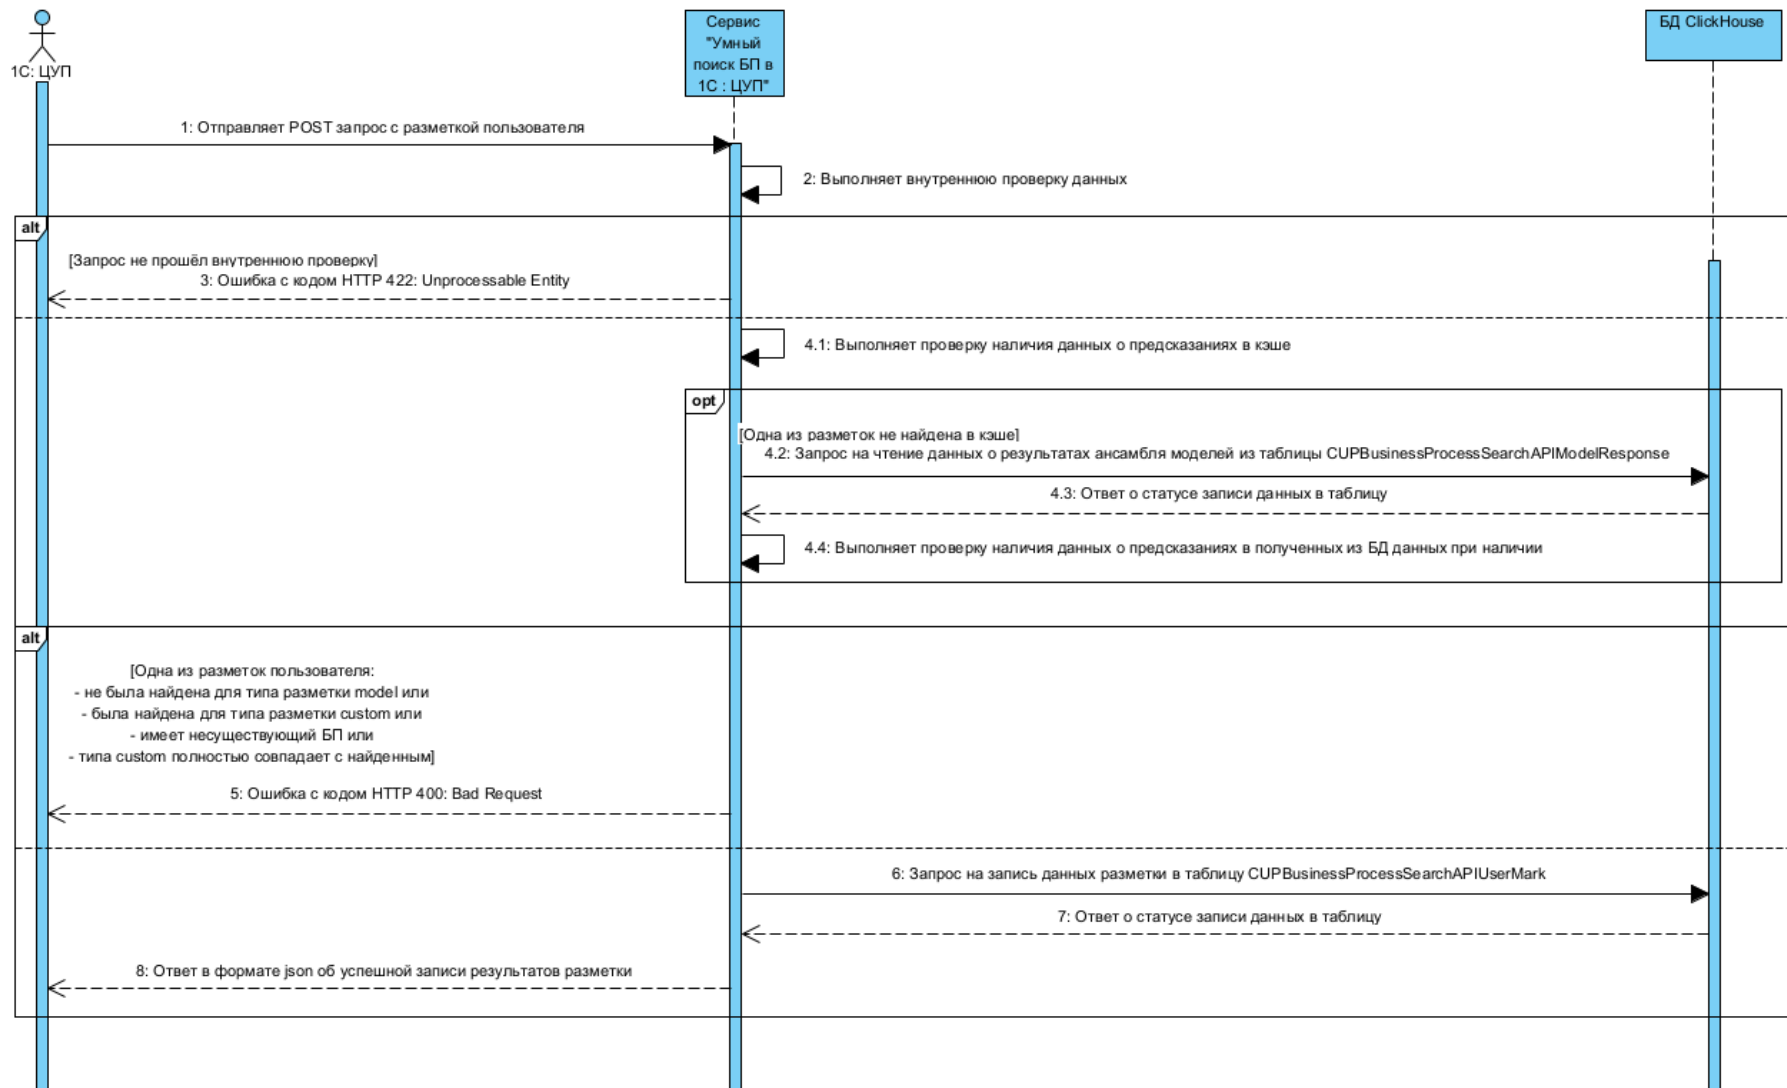 1С: ЦУП
Сервис
"Умный
поиск БП в
1С : ЦУП"
БД ClickHouse
1: Отправляет POST запрос с разметкой пользователя
2: Выполняет внутреннюю проверку данных
alt
[Запрос не прошёл внутреннюю проверку]
3: Ошибка с кодом HTTP 422: Unprocessable Entity
4.1: Выполняет проверку наличия данных о предсказаниях в кэше
opt
[Одна из разметок не найдена в кэше]
4.2: Запрос на чтение данных о результатах ансамбля моделей из таблицы CUPBusinessProcessSearchAPIModelResponse
4.3: Ответ о статусе записи данных в таблицу
4.4: Выполняет проверку наличия данных о предсказаниях в полученных из БД данных при наличии
alt
[Одна из разметок пользователя:
- не была найдена для типа разметки model или
- была найдена для типа разметки custom или
- имеет несуществующий БП или
- типа custom полностью совпадает с найденным]
5: Ошибка с кодом HTTP 400: Bad Request
6: Запрос на запись данных разметки в таблицу CUPBusinessProcessSearchAPIUserMark
7: Ответ о статусе записи данных в таблицу
8: Ответ в формате json об успешной записи результатов разметки